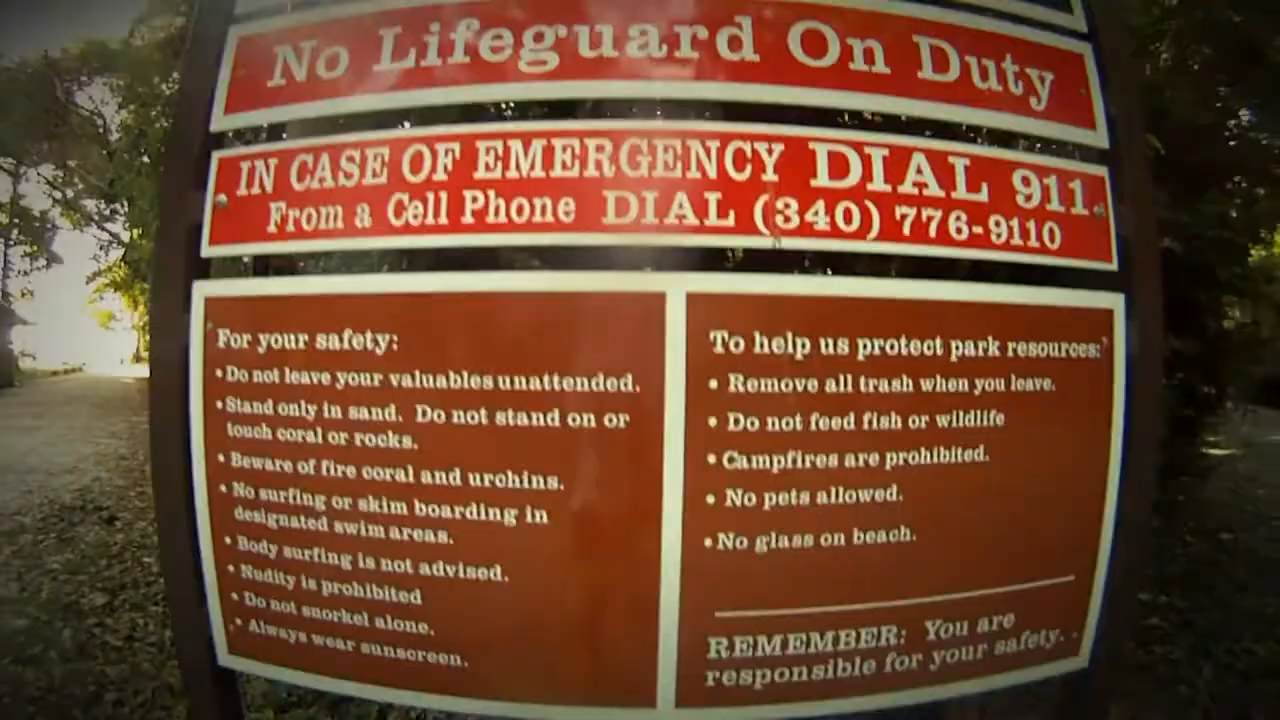 No Lifeguard On Duty
IN CASE OF EMERGENCY DIAL 911
From a Cell Phone DIAL (340) 776-9110
For your safety:
• Do not leave your valuables unattended.
• Stand only in sand. Do not stand on or
touch coral or rocks.
• Beware of fire coral and urchins.
• No surfing or skim boarding in
designated swim areas.
• Body surfing is not advised.
• Nudity is prohibited
• Do not snorkel alone.
• Always wear sunscreen.
To help us protect park resources:
• Remove all trash when you leave.
• Do not feed fish or wildlife
• Campfires are prohibited.
• No pets allowed.
• No glass on beach.
REMEMBER: You are
responsible for your safety.